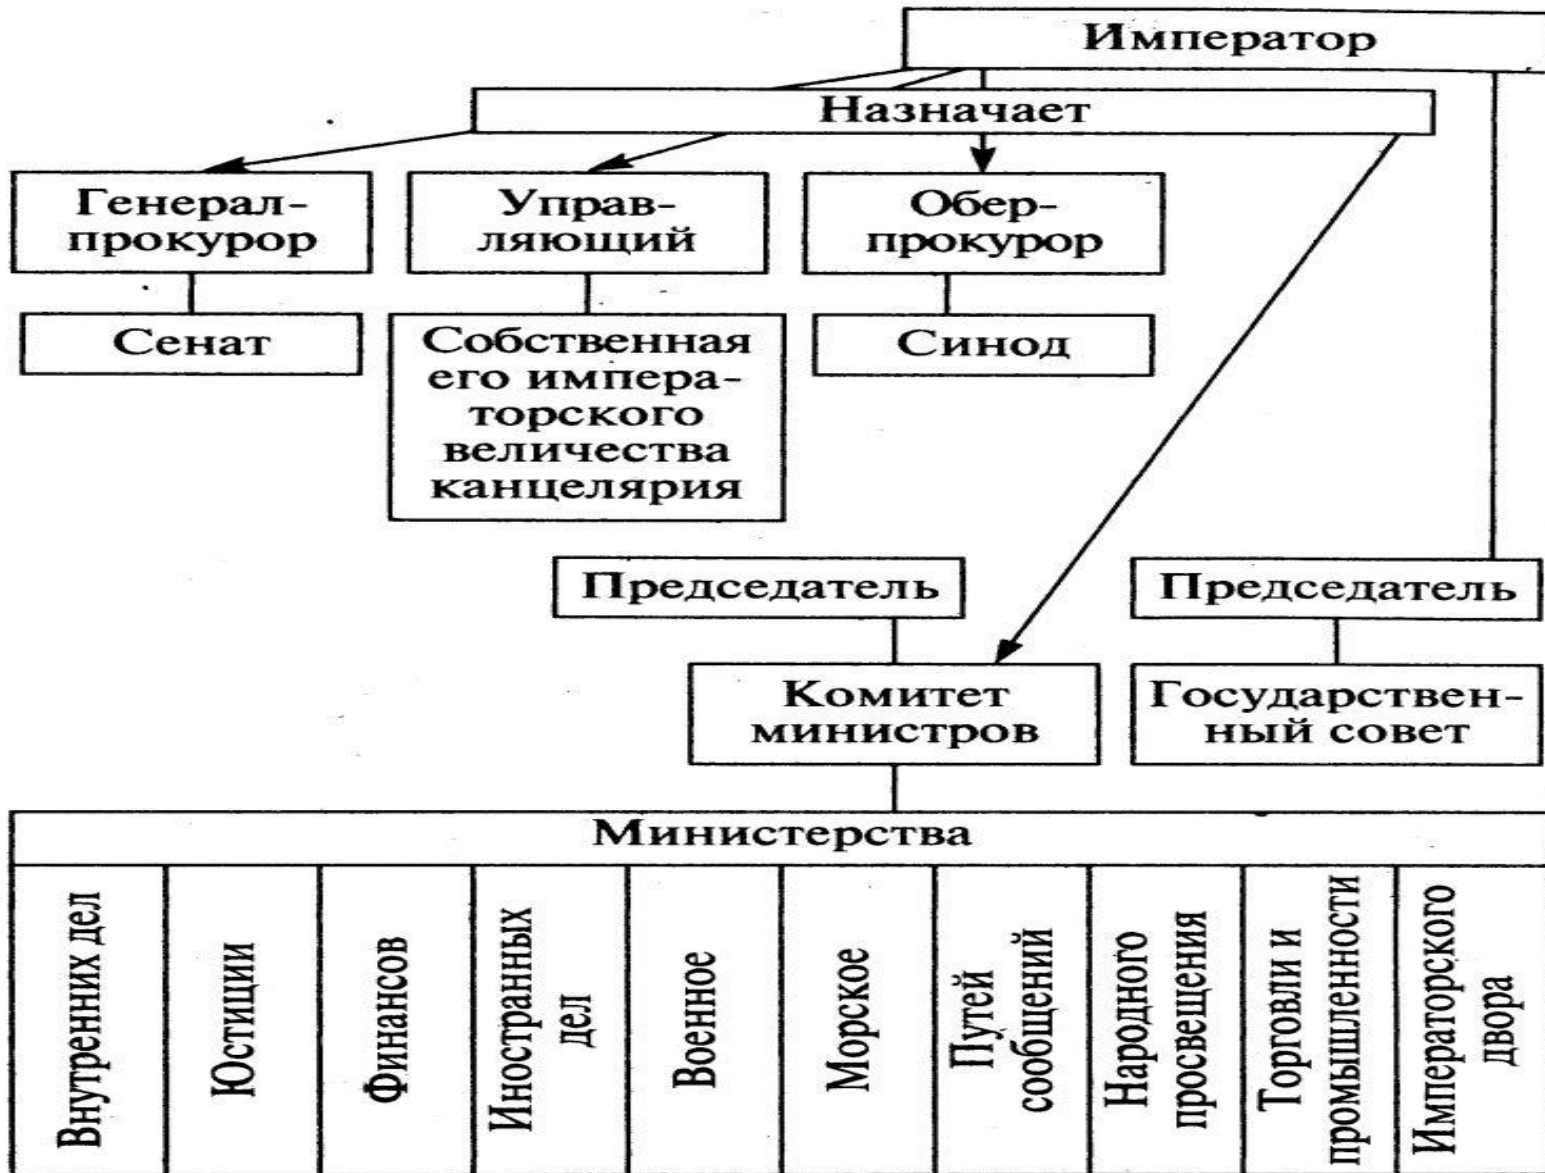 Император
Назначает
Генерал-
прокурор
Управ-
ляющий
Обер-
прокурор
Сенат
Собственная
его импера-
торского
величества
канцелярия
Синод
Председатель
Председатель
Комитет
министров
Государствен-
ный совет
Министерства
Внутренних дел
Юстиции
Финансов
Иностранных
дел
Военное
Морское
Путей
сообщений
Народного
просвещения
Торговли и
промышленности
Императорского
двора